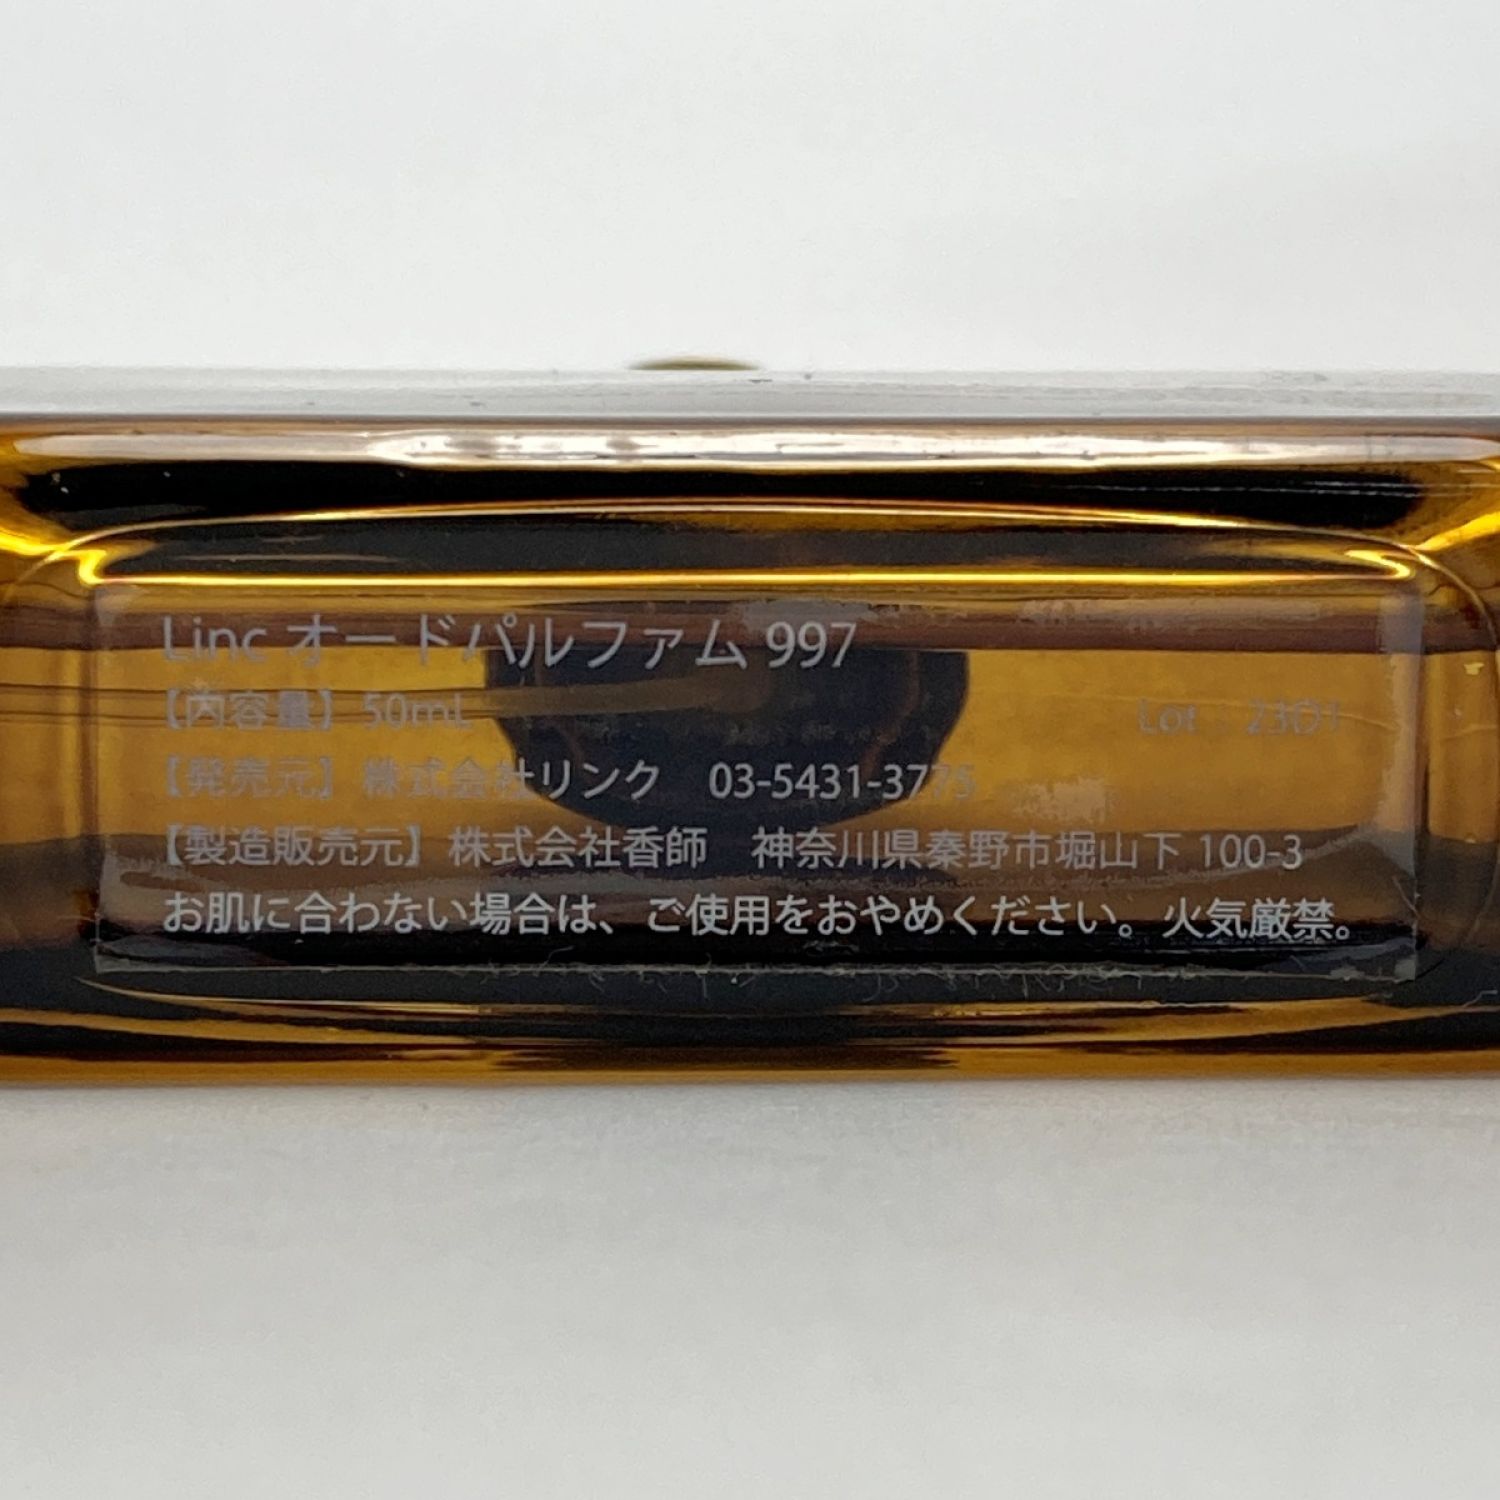 Linc オードパルファム 997
【内容量】 50mL Lot : 2301
【発売元】 株式会社リンク 03-5431-3775
【製造販売元】 株式会社香師 神奈川県秦野市堀山下 100-3
お肌に合わない場合は、ご使用をおやめください。火気厳禁。